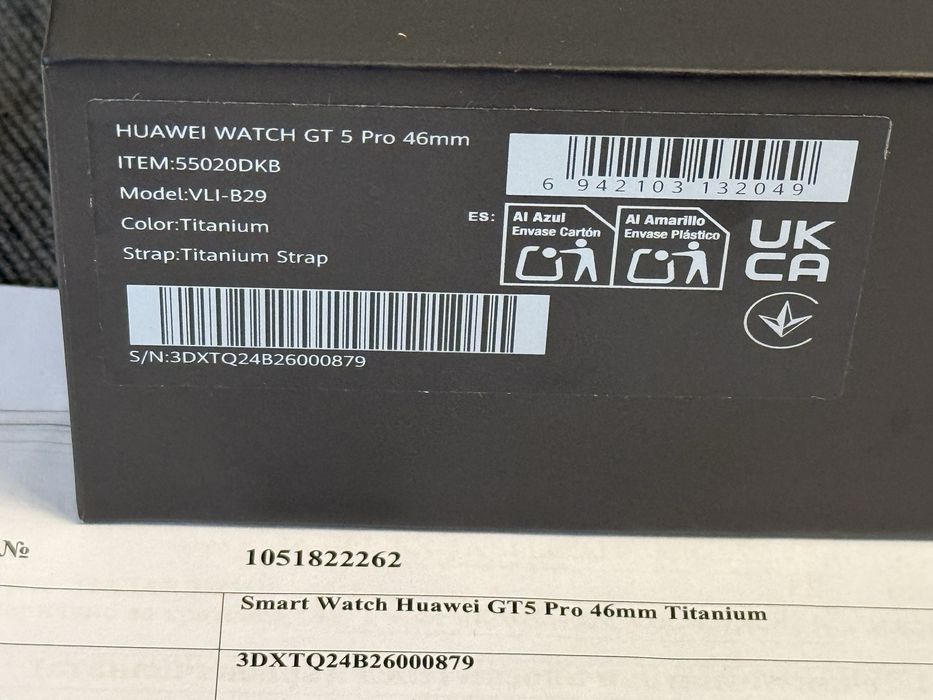 HUAWEI WATCH GT 5 Pro 46mm
ITEM:55020DKB
Model:VLI-B29
Color:Titanium
Strap:Titanium Strap
S/N:3DXTQ24B26000879
6 942103 132049
ES:
Al Azul
Envase Cartón
Al Amarillo
Envase Plástico
UK
CA
№ 1051822262
Smart Watch Huawei GT5 Pro 46mm Titanium
3DXTQ24B26000879